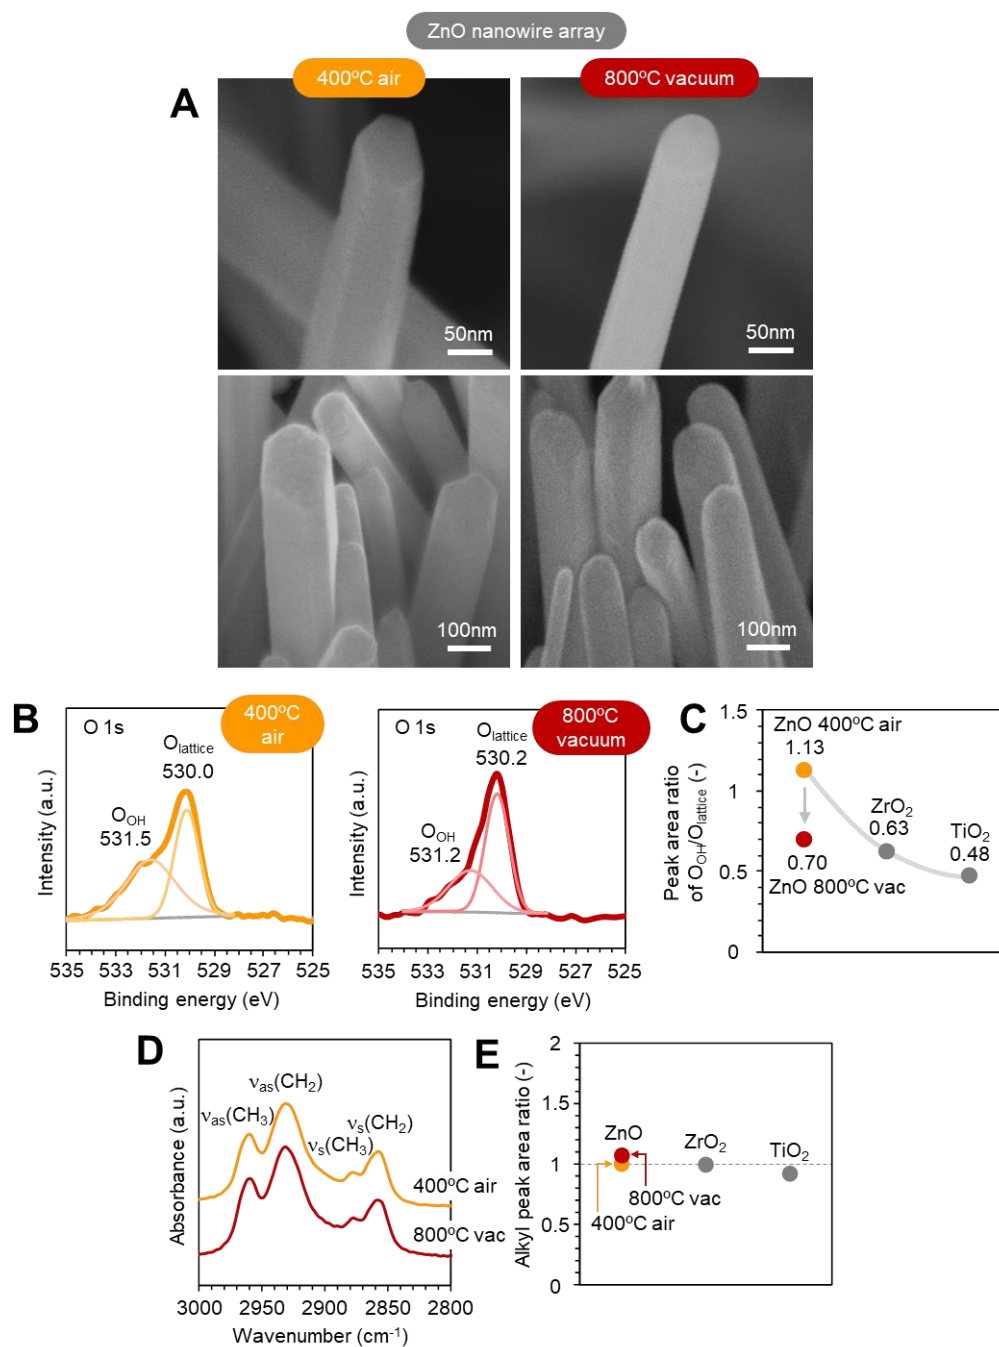 ZnO nanowire array
400°C air
800°C vacuum
A
50nm
50nm
100nm
100nm
B
O 1s
400°C
air
O_lattice
530.0
O_OH
531.5
Intensity (a.u.)
535 533 531 529 527 525
Binding energy (eV)
O 1s
800°C
vacuum
O_lattice
530.2
O_OH
531.2
Intensity (a.u.)
535 533 531 529 527 525
Binding energy (eV)
C
Peak area ratio
of O_OH/O_lattice (-)
1.5
1
0.5
0
ZnO 400°C air
1.13
ZrO₂
0.63
TiO₂
0.48
0.70
ZnO 800°C vac
D
Absorbance (a.u.)
ν_as(CH₃)
ν_as(CH₂)
ν_s(CH₃)
ν_s(CH₂)
400°C air
800°C vac
3000 2950 2900 2850 2800
Wavenumber (cm⁻¹)
E
Alkyl peak area ratio (-)
2
1.5
1
0.5
0
ZnO
ZrO₂
TiO₂
800°C vac
400°C air